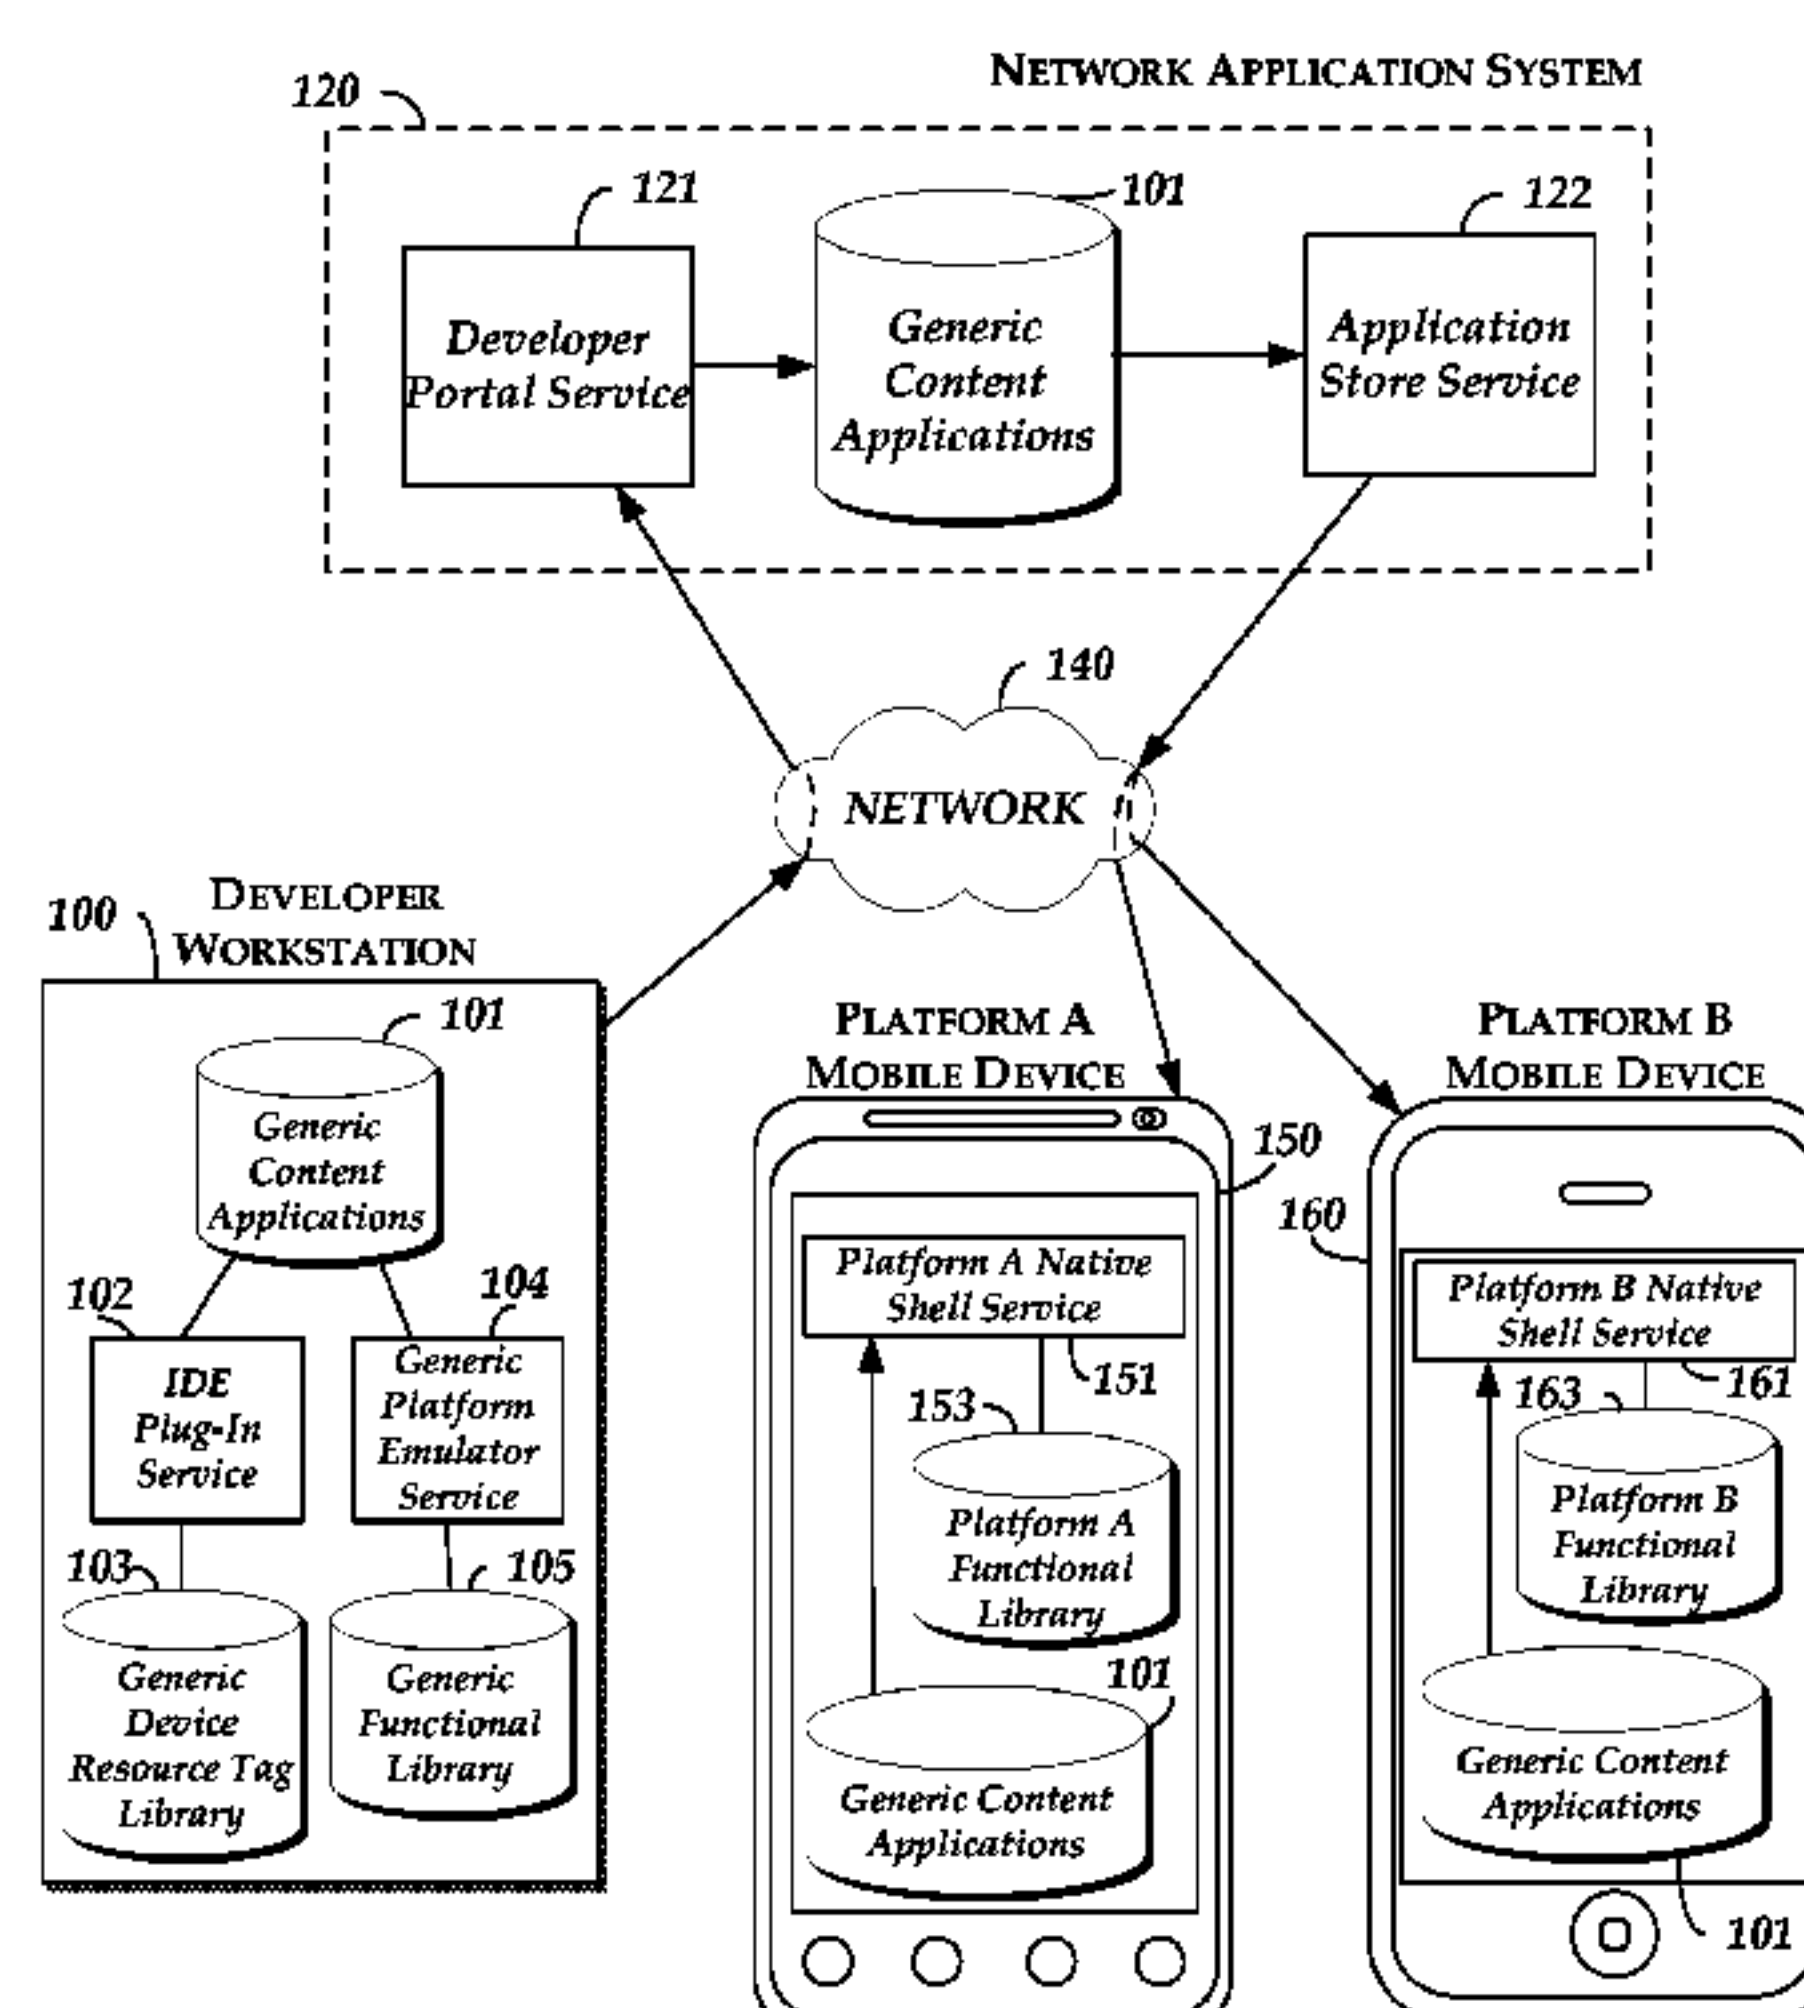 NETWORK APPLICATION SYSTEM
120
121
101
122
Developer
Portal Service
Generic
Content
Applications
Application
Store Service
140
NETWORK
DEVELOPER
WORKSTATION
100
101
Generic
Content
Applications
102
104
IDE
Plug-In
Service
Generic
Platform
Emulator
Service
103
105
Generic
Device
Resource Tag
Library
Generic
Functional
Library
PLATFORM A
MOBILE DEVICE
150
Platform A Native
Shell Service
151
153
Platform A
Functional
Library
101
Generic Content
Applications
PLATFORM B
MOBILE DEVICE
160
Platform B Native
Shell Service
161
163
Platform B
Functional
Library
Generic Content
Applications
101